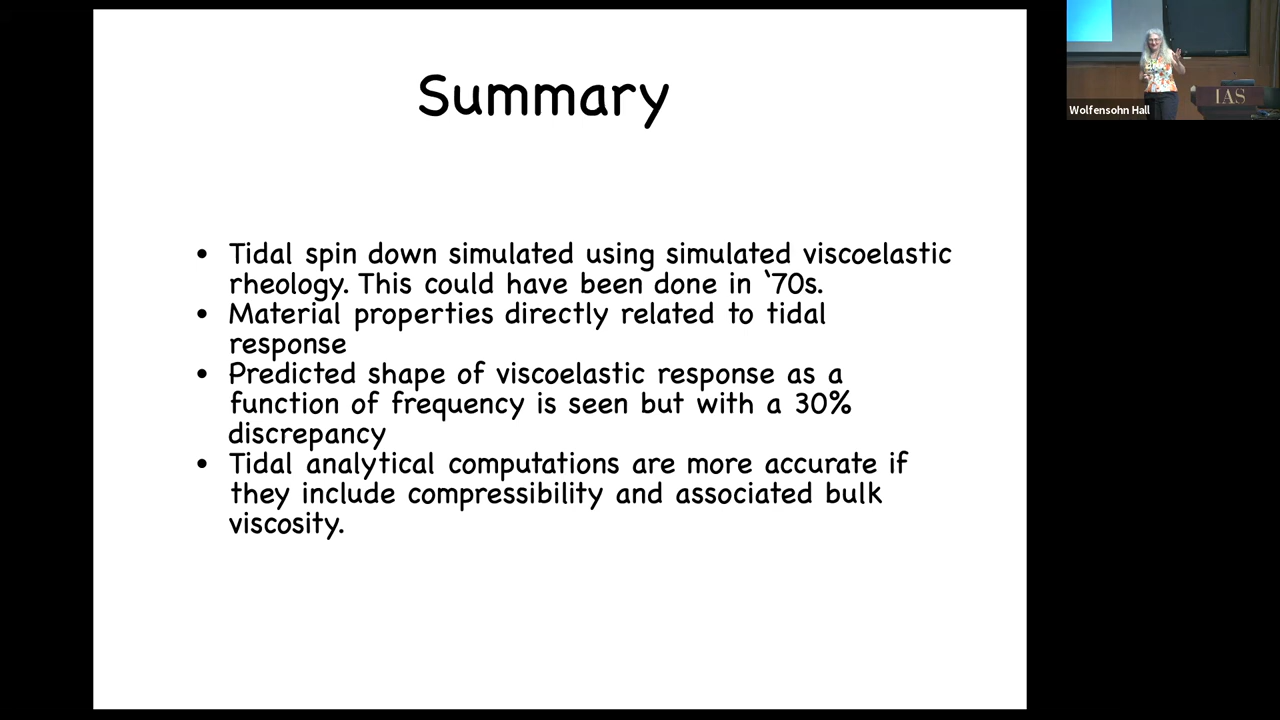 Summary
• Tidal spin down simulated using simulated viscoelastic
rheology. This could have been done in ‘70s.
• Material properties directly related to tidal
response
• Predicted shape of viscoelastic response as a
function of frequency is seen but with a 30%
discrepancy
• Tidal analytical computations are more accurate if
they include compressibility and associated bulk
viscosity.
IAS
Wolfensohn Hall